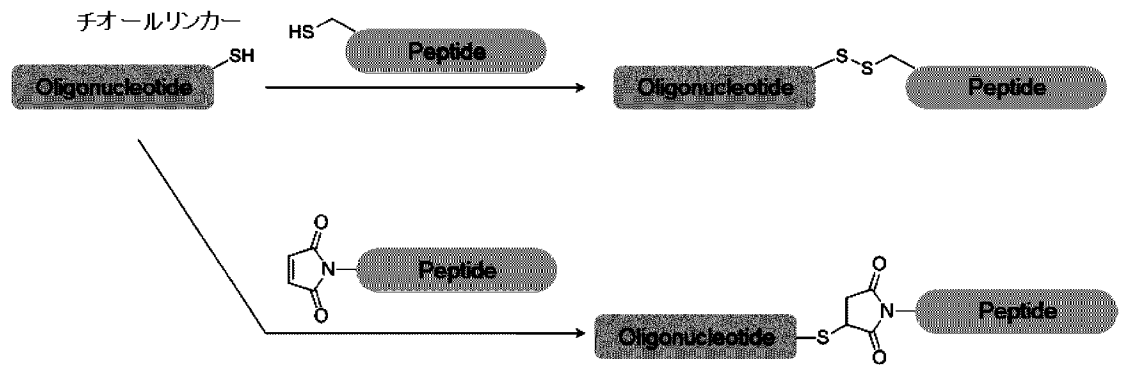 チオールリンカー
SH
Oligonucleotide
HS
Peptide
Oligonucleotide
S
S
Peptide
O
N
O
Peptide
Oligonucleotide
S
O
N
O
Peptide